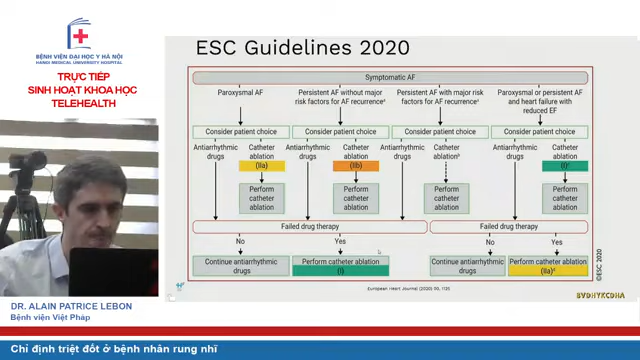 BỆNH VIỆN ĐẠI HỌC Y HÀ NỘI
HANOI MEDICAL UNIVERSITY HOSPITAL
TRỰC TIẾP
SINH HOẠT KHOA HỌC
TELEHEALTH
DR. ALAIN PATRICE LEBON
Bệnh viện Việt Pháp
ESC Guidelines 2020
Symptomatic AF
Paroxysmal AF
Persistent AF without major
risk factors for AF recurrenceᵃ
Persistent AF with major risk
factors for AF recurrenceᵃ
Paroxysmal or persistent AF
and heart failure with
reduced EF
Consider patient choice
Consider patient choice
Consider patient choice
Consider patient choice
Antiarrhythmic
drugs
Catheter
ablation
(IIa)
Antiarrhythmic
drugs
Catheter
ablation
(IIb)
Antiarrhythmic
drugs
Catheter
ablationᵇ
Antiarrhythmic
drugs
Catheter
ablation
(I)ᶜ
Perform
catheter
ablation
Perform
catheter
ablation
Perform
catheter
ablation
Perform
catheter
ablation
Failed drug therapy
Failed drug therapy
No
Yes
No
Yes
Continue antiarrhythmic
drugs
Perform catheter ablation
(I)
Continue antiarrhythmic
drugs
Perform catheter ablation
(IIa)ᵈ
©ESC 2020
BVDHYKCDHA
Chỉ định triệt đốt ở bệnh nhân rung nhĩ